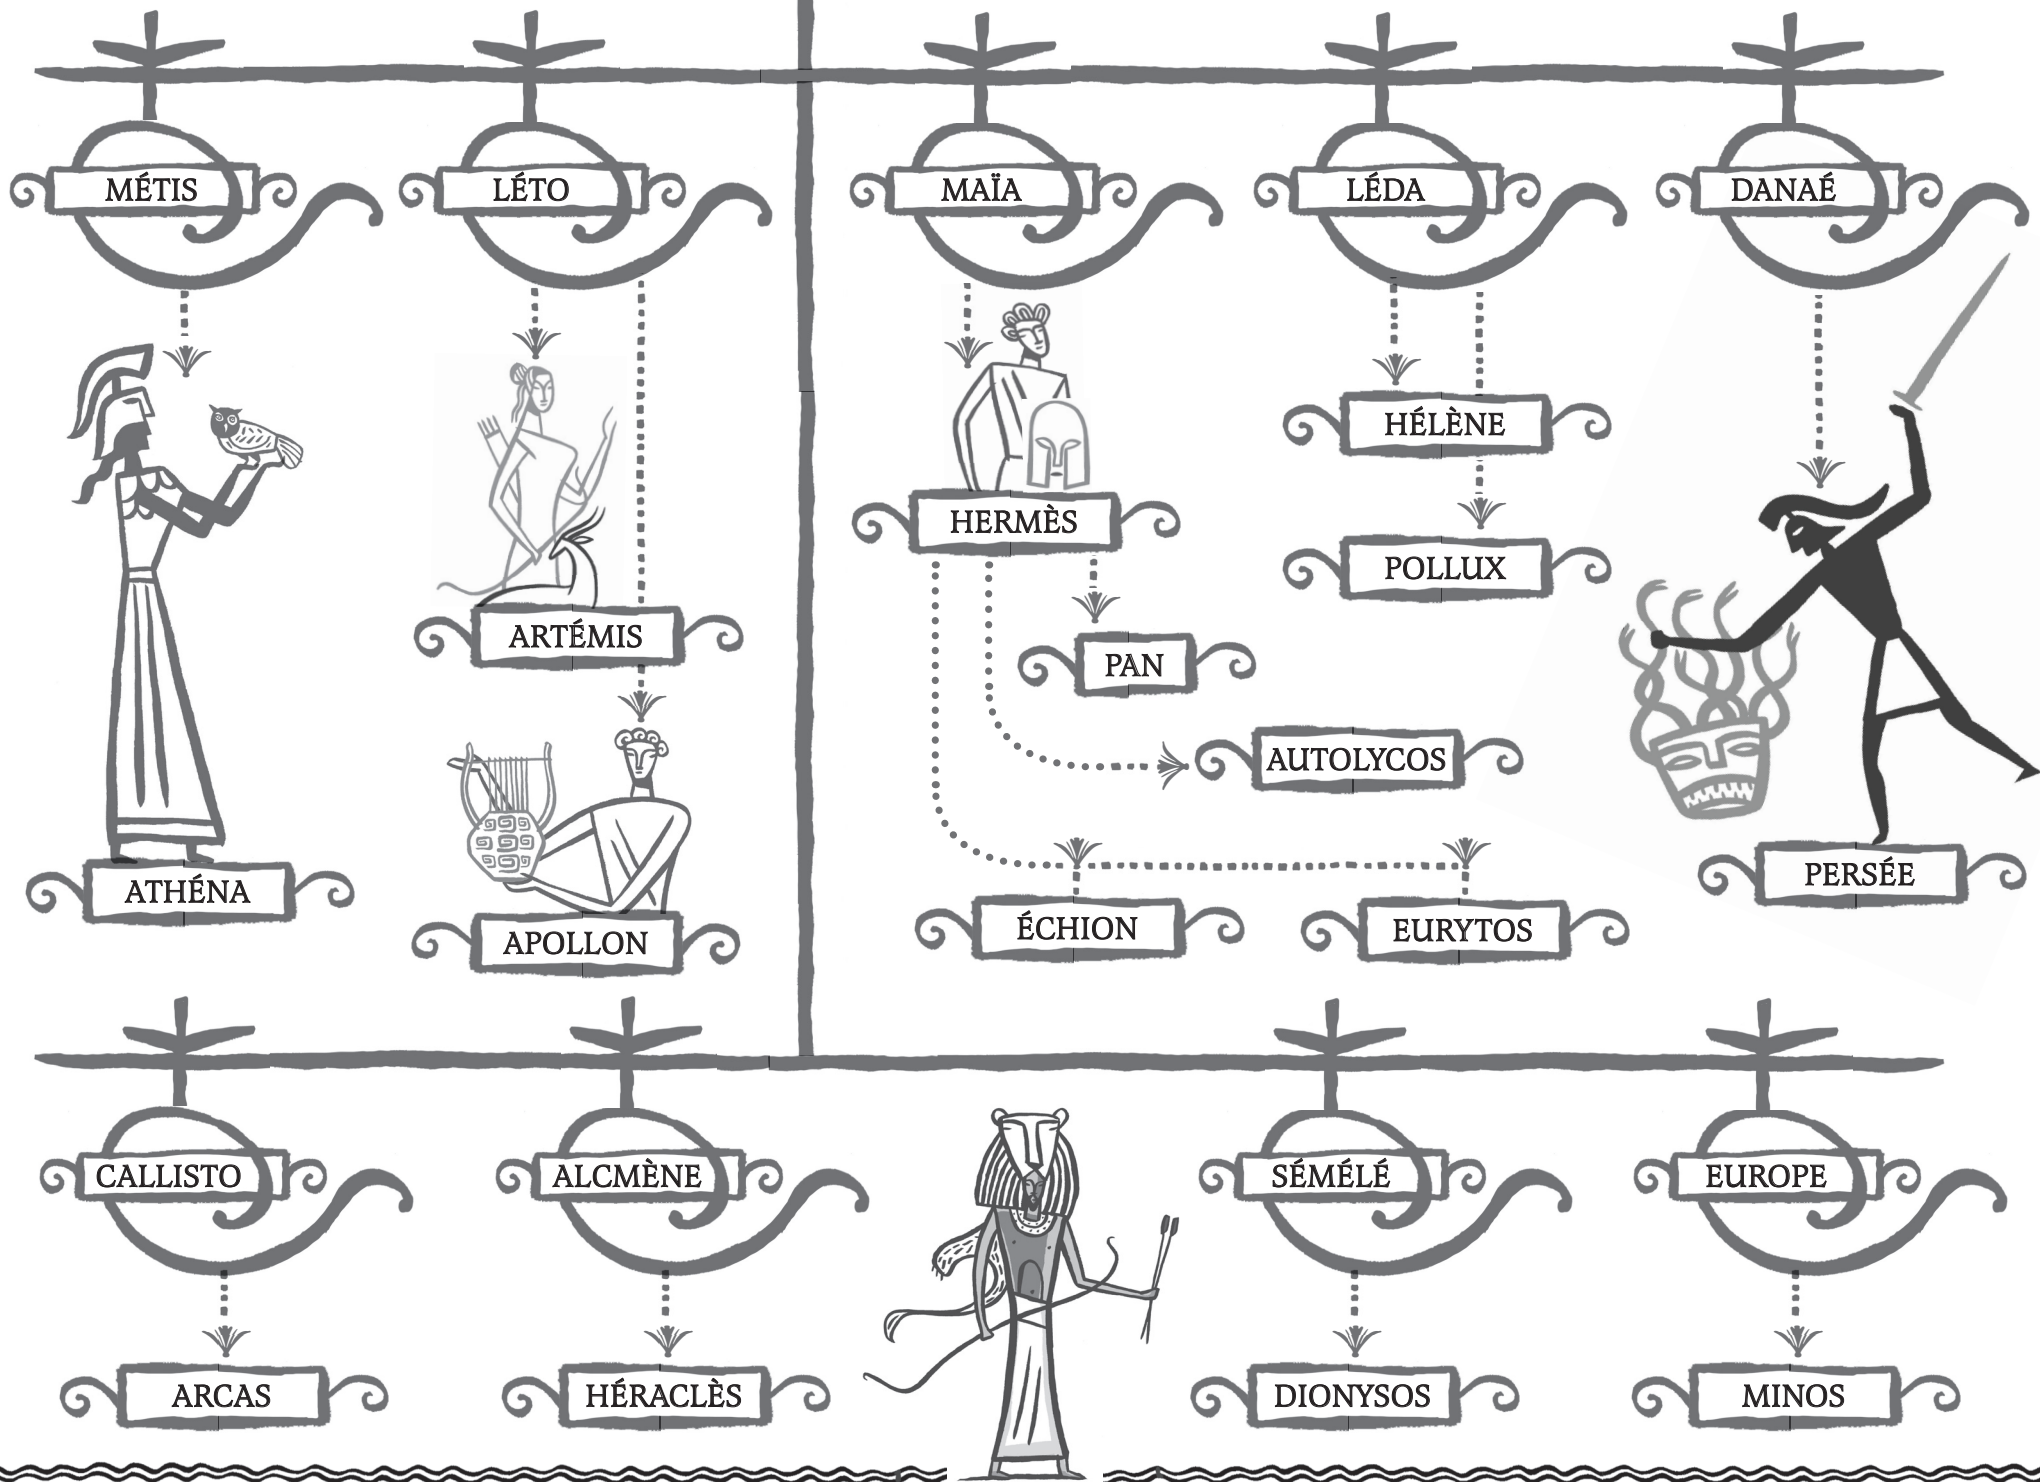 MÉTIS
LÉTO
MAÏA
LÉDA
DANAÉ
HÉLÈNE
HERMÈS
POLLUX
ARTÉMIS
PAN
AUTOLYCOS
PERSÉE
ATHÉNA
APOLLON
ÉCHION
EURYTOS
CALLISTO
ALCMÈNE
SÉMÉLÉ
EUROPE
ARCAS
HÉRACLÈS
DIONYSOS
MINOS